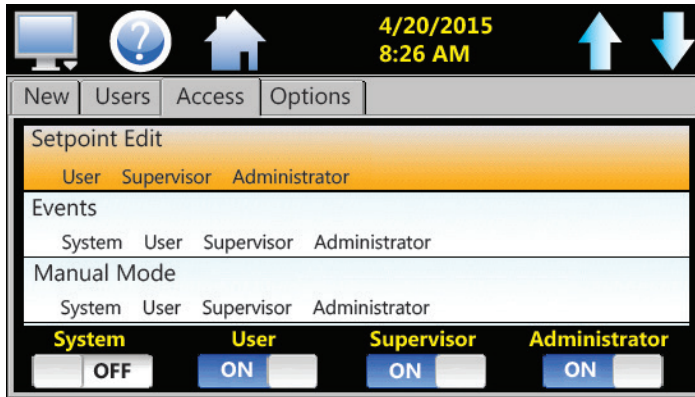 ?
4/20/2015
8:26 AM
New Users Access Options
Setpoint Edit
User Supervisor Administrator
Events
System User Supervisor Administrator
Manual Mode
System User Supervisor Administrator
System User Supervisor Administrator
OFF ON ON ON